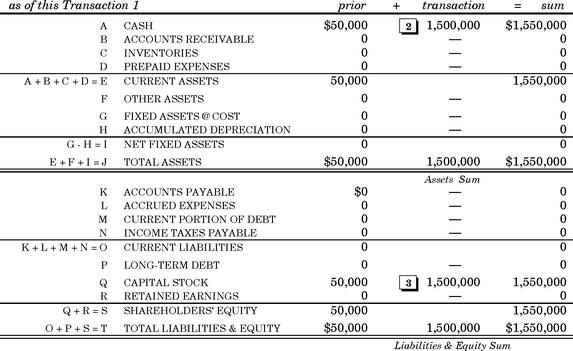 as of this Transaction 1 prior + transaction = sum
A CASH $50,000 2 1,500,000 $1,550,000
B ACCOUNTS RECEIVABLE 0 — 0
C INVENTORIES 0 — 0
D PREPAID EXPENSES 0 — 0
A + B + C + D = E CURRENT ASSETS 50,000 1,550,000
F OTHER ASSETS 0 — 0
G FIXED ASSETS @ COST 0 — 0
H ACCUMULATED DEPRECIATION 0 — 0
G - H = I NET FIXED ASSETS 0 0
E + F + I = J TOTAL ASSETS $50,000 1,500,000 $1,550,000
Assets Sum
K ACCOUNTS PAYABLE $0 — 0
L ACCRUED EXPENSES 0 — 0
M CURRENT PORTION OF DEBT 0 — 0
N INCOME TAXES PAYABLE 0 — 0
K + L + M + N = O CURRENT LIABILITIES 0 0
P LONG-TERM DEBT 0 — 0
Q CAPITAL STOCK 50,000 3 1,500,000 1,550,000
R RETAINED EARNINGS 0 — 0
Q + R = S SHAREHOLDERS' EQUITY 50,000 1,550,000
O + P + S = T TOTAL LIABILITIES & EQUITY $50,000 1,500,000 $1,550,000
Liabilities & Equity Sum